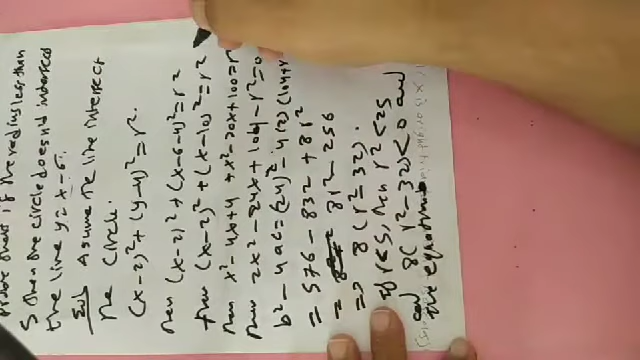 prove that if the radius less than
5 then the circle doesn't intersect
the line y = x - 6.
Sol: Assume the line intersect
the circle.
(x-2)² + (y-4)² = r².
then (x-2)² + (x-6-4)² = r²
then (x-2)² + (x-10)² = r²
then x² - 4x + 4 + x² - 20x + 100 = r²
then 2x² - 24x + 104 - r² = 0
b² - 4ac = (24)² - 4(2)(104 + r
= 576 - 832 + 8r²
= 8r² - 256
=> 8(r² - 32).
if r < 5, then r² < 25
and 8(r² - 32) < 0 and
the equation